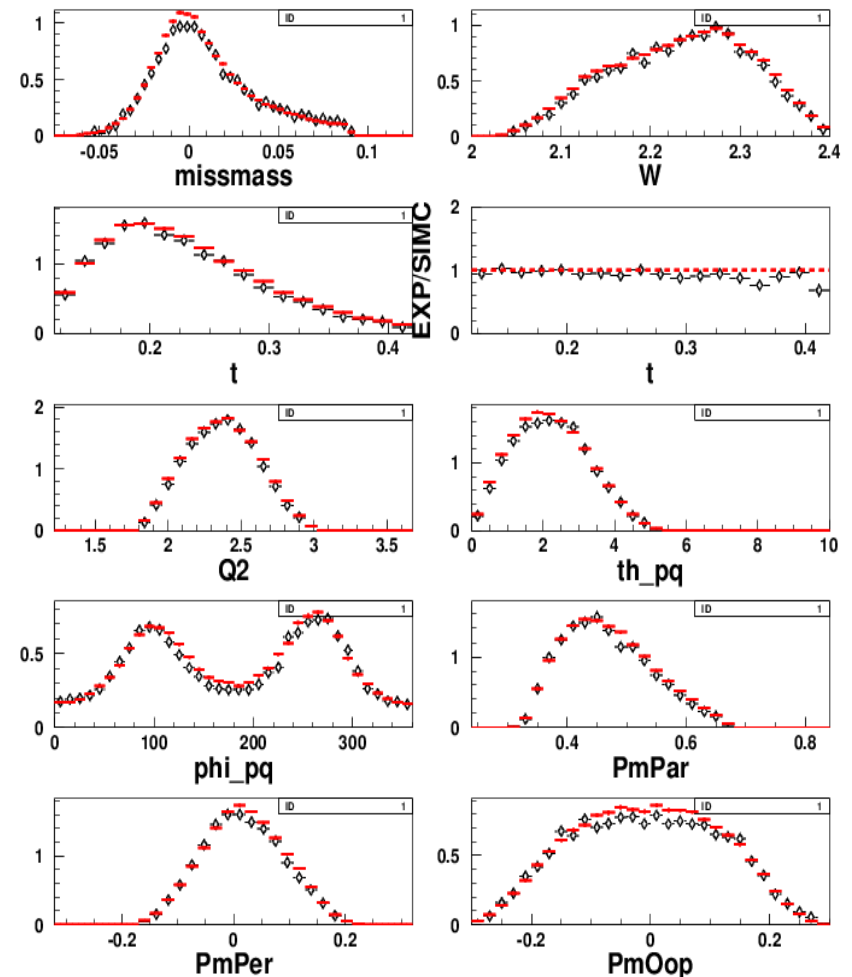 ID 1
1
0.5
0
-0.05 0 0.05 0.1
missmass
1
0.5
0
2 2.1 2.2 2.3 2.4
W
ID 1
1
0
0.2 0.3 0.4
t
EXP/SIMC
2
1
0
0.2 0.3 0.4
t
ID 1
2
1
0
1.5 2 2.5 3 3.5
Q2
ID 1
1
0
0 2 4 6 8 10
th_pq
ID 1
0.5
0
0 100 200 300
phi_pq
ID 1
1
0
0.4 0.6 0.8
PmPar
ID 1
1
0
-0.2 0 0.2
PmPer
ID 1
0.5
0
-0.2 0 0.2
PmOop